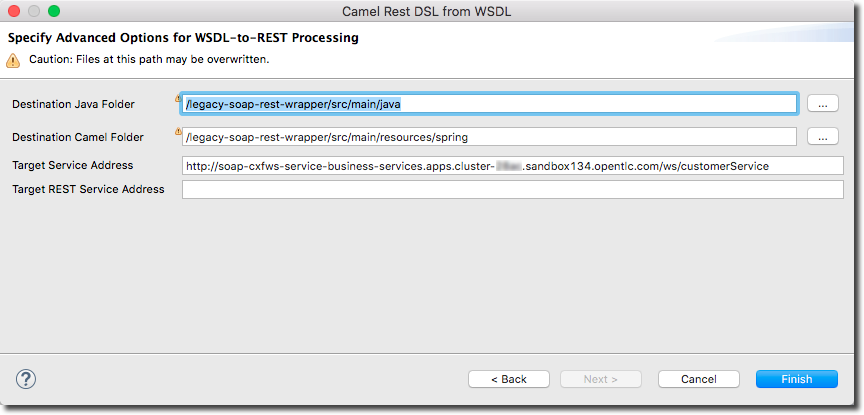 Camel Rest DSL from WSDL
Specify Advanced Options for WSDL-to-REST Processing
Caution: Files at this path may be overwritten.
Destination Java Folder
/legacy-soap-rest-wrapper/src/main/java
...
Destination Camel Folder
/legacy-soap-rest-wrapper/src/main/resources/spring
...
Target Service Address
http://soap-cxfws-service-business-services.apps.cluster- .sandbox134.opentlc.com/ws/customerService
Target REST Service Address
?
< Back
Next >
Cancel
Finish